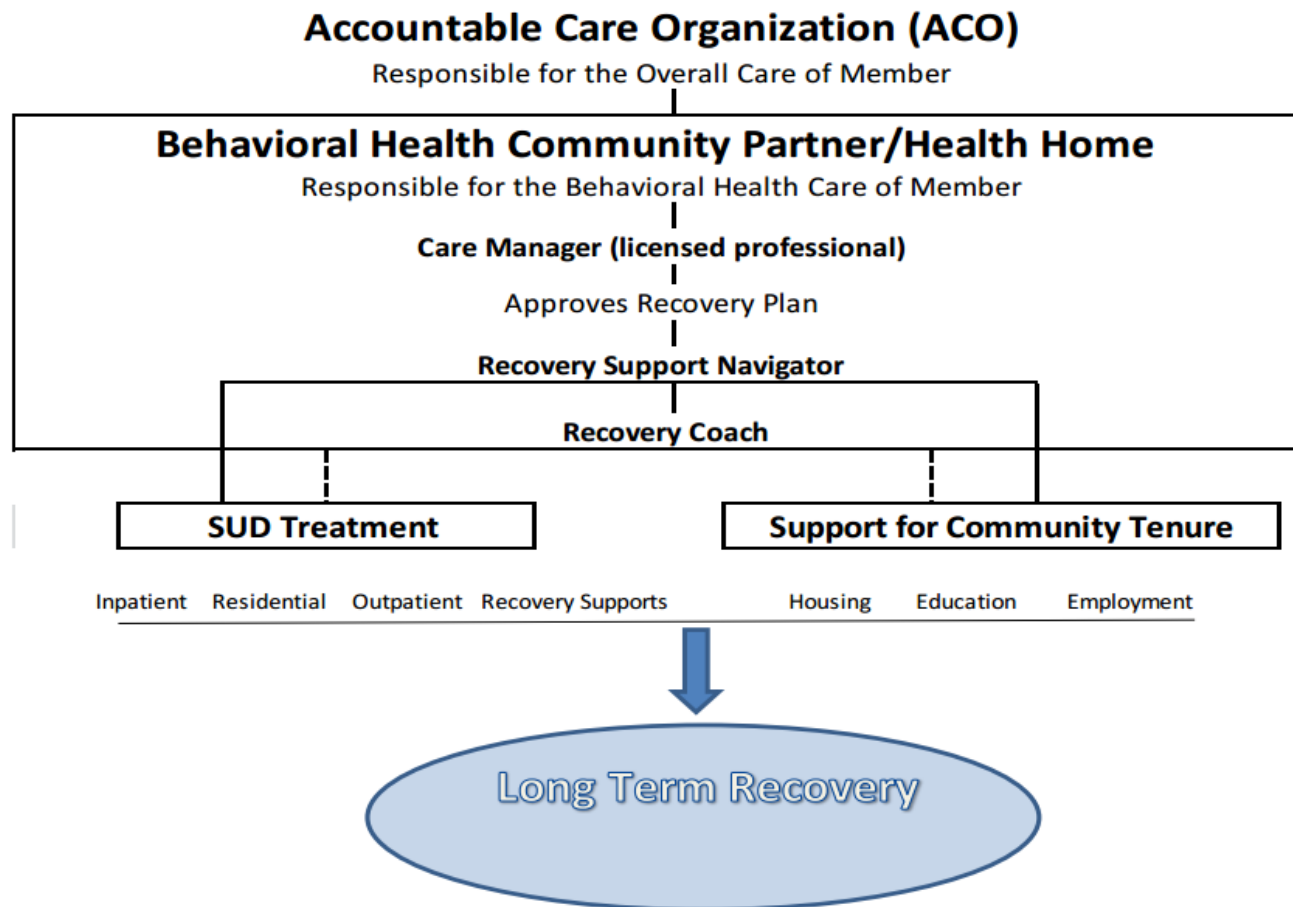 Accountable Care Organization (ACO)
Responsible for the Overall Care of Member
Behavioral Health Community Partner/Health Home
Responsible for the Behavioral Health Care of Member
Care Manager (licensed professional)
Approves Recovery Plan
Recovery Support Navigator
Recovery Coach
SUD Treatment
Support for Community Tenure
Inpatient Residential Outpatient Recovery Supports Housing Education Employment
Long Term Recovery